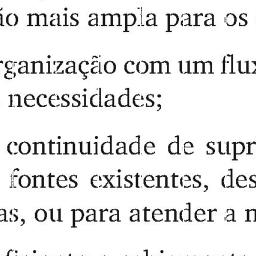 ão mais ampla para os
rganização com um flux
necessidades;
continuidade de supr
fontes existentes, des
as, ou para atender a n